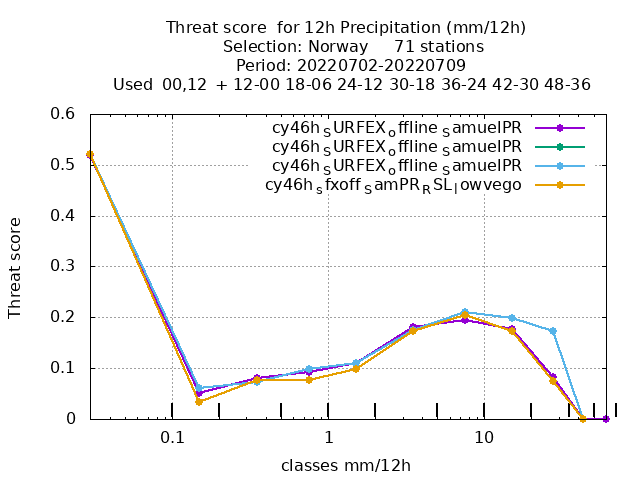 Threat score  for 12h Precipitation (mm/12h)
Selection: Norway     71 stations
Period: 20220702-20220709
Used  00,12  + 12-00 18-06 24-12 30-18 36-24 42-30 48-36
cy46h_SURFEX_offline_SamuelPR
cy46h_SURFEX_offline_SamuelPR
cy46h_SURFEX_offline_SamuelPR
cy46h_sfxoff_SamPR_RSL_lowvego
Threat score
0.6
0.5
0.4
0.3
0.2
0.1
0
0.1 1 10
classes mm/12h